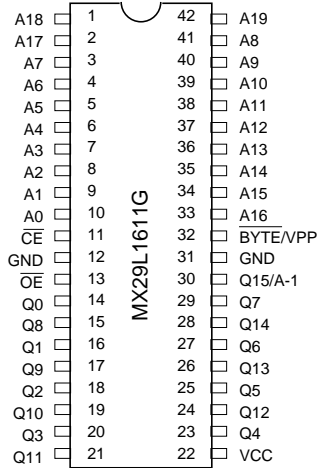 A18 1 42 A19
A17 2 41 A8
A7 3 40 A9
A6 4 39 A10
A5 5 38 A11
A4 6 37 A12
A3 7 36 A13
A2 8 35 A14
A1 9 34 A15
A0 10 33 A16
CE 11 32 BYTE/VPP
GND 12 31 GND
OE 13 30 Q15/A-1
Q0 14 29 Q7
Q8 15 28 Q14
Q1 16 27 Q6
Q9 17 26 Q13
Q2 18 25 Q5
Q10 19 24 Q12
Q3 20 23 Q4
Q11 21 22 VCC
MX29L1611G